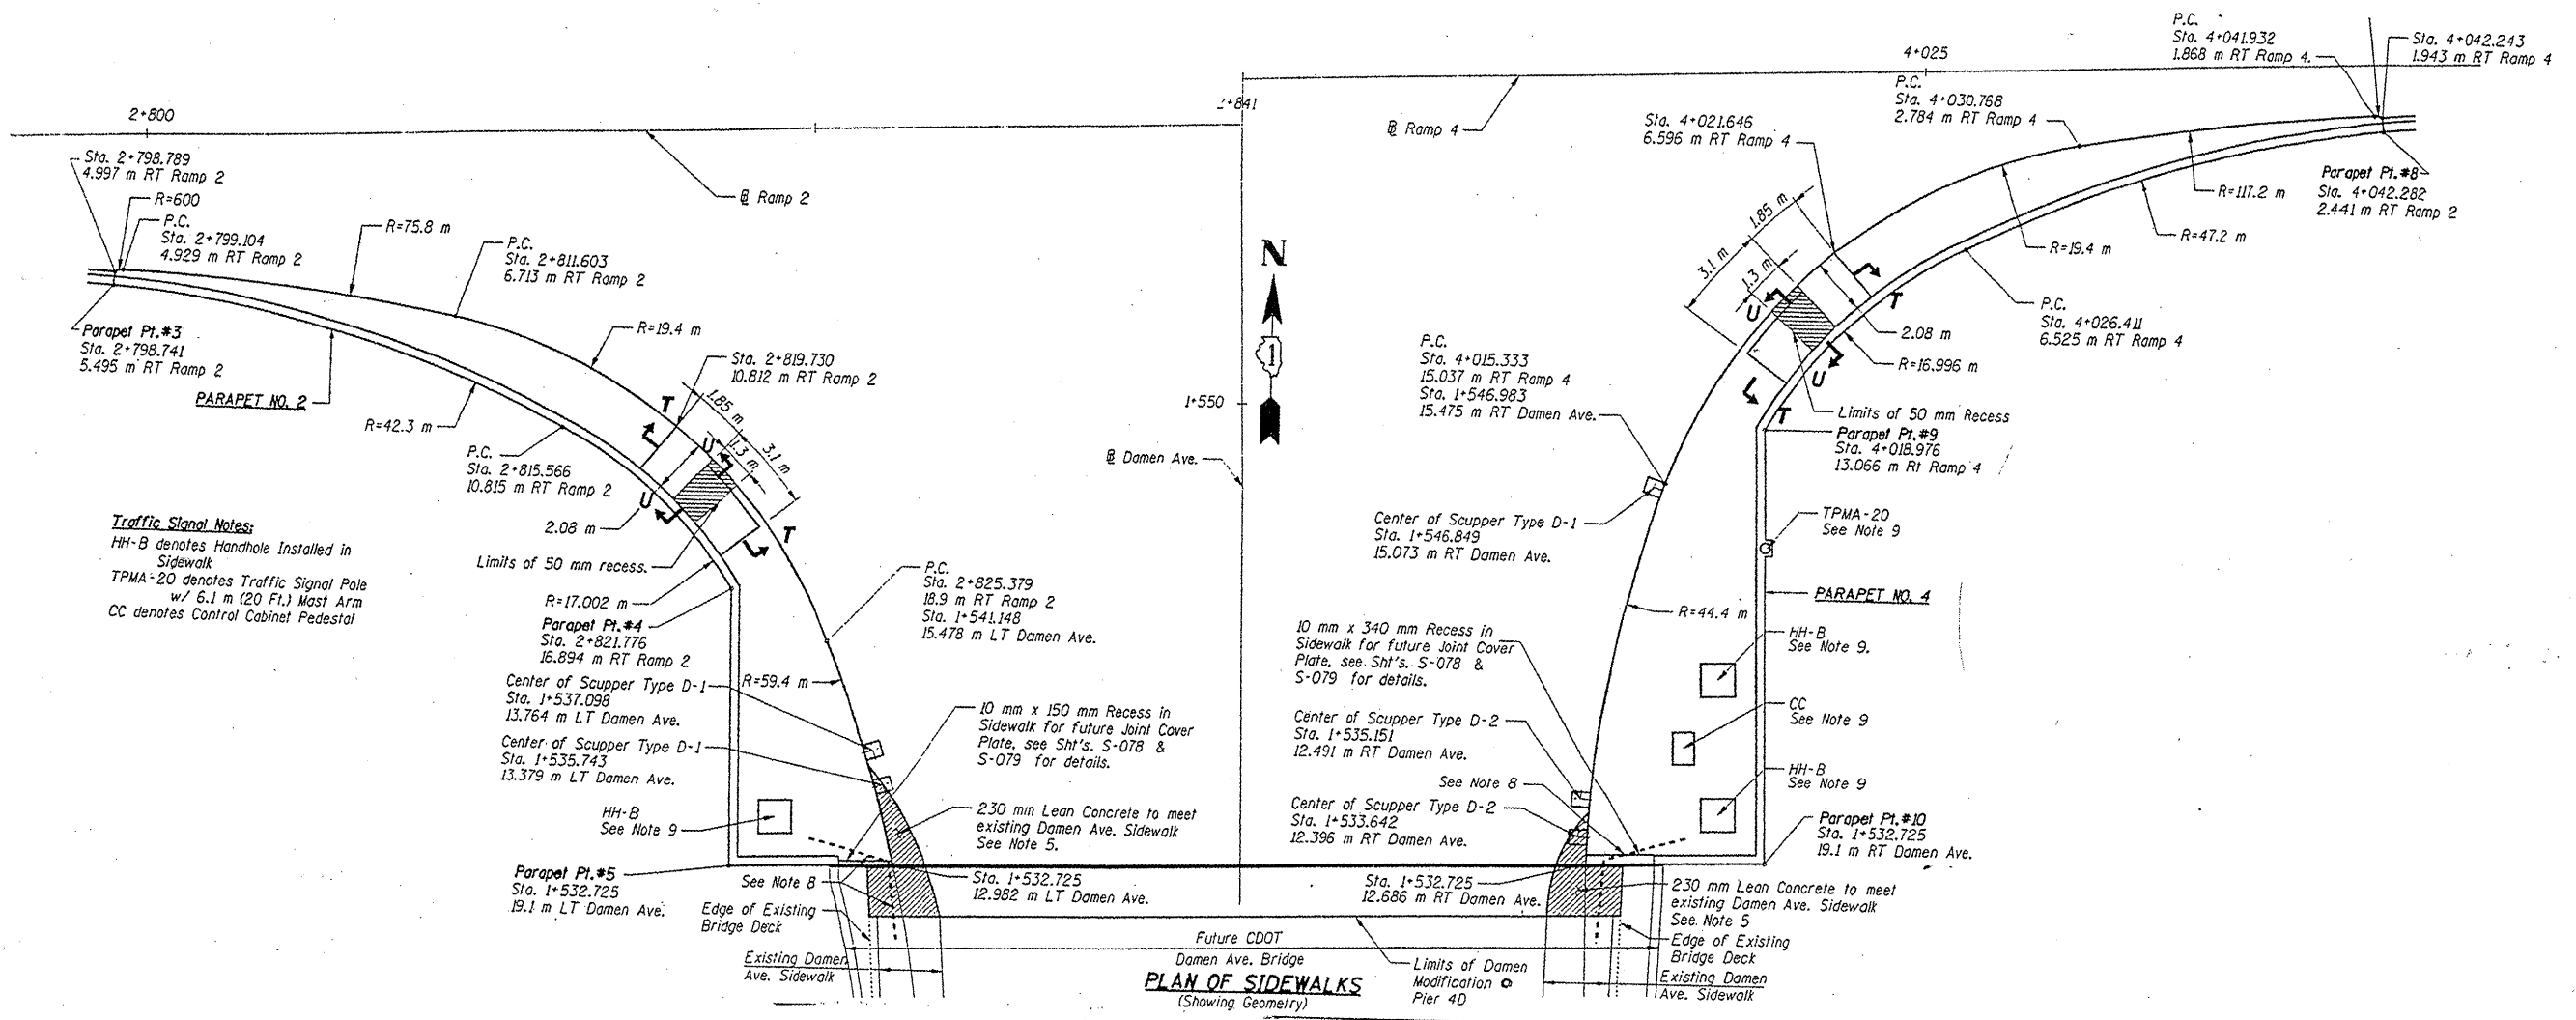 2+800
Sta. 2+798.789
4.997 m RT Ramp 2
R=600
P.C.
Sta. 2+799.104
4.929 m RT Ramp 2
R=75.8 m
P.C.
Sta. 2+811.603
6.713 m RT Ramp 2
℄ Ramp 2
R=19.4 m
Parapet Pt.#3
Sta. 2+798.741
5.495 m RT Ramp 2
PARAPET NO. 2
R=42.3 m
Sta. 2+819.730
10.812 m RT Ramp 2
P.C.
Sta. 2+815.566
10.815 m RT Ramp 2
T
1.85 m
U
1.3 m
3.1 m
U
T
2.08 m
Limits of 50 mm recess.
R=17.002 m
Parapet Pt.#4
Sta. 2+821.776
16.894 m RT Ramp 2
Traffic Signal Notes:
HH-B denotes Handhole Installed in
Sidewalk
TPMA-20 denotes Traffic Signal Pole
w/ 6.1 m (20 Ft.) Mast Arm
CC denotes Control Cabinet Pedestal
P.C.
Sta. 2+825.379
18.9 m RT Ramp 2
Sta. 1+541.148
15.478 m LT Damen Ave.
Center of Scupper Type D-1
Sta. 1+537.098
13.764 m LT Damen Ave.
R=59.4 m
Center of Scupper Type D-1
Sta. 1+535.743
13.379 m LT Damen Ave.
10 mm x 150 mm Recess in
Sidewalk for future Joint Cover
Plate, see Sht's. S-078 &
S-079 for details.
HH-B
See Note 9
230 mm Lean Concrete to meet
existing Damen Ave. Sidewalk
See Note 5.
Parapet Pt.#5
Sta. 1+532.725
19.1 m LT Damen Ave.
See Note 8
Sta. 1+532.725
12.982 m LT Damen Ave.
Edge of Existing
Bridge Deck
Existing Damen
Ave. Sidewalk
+841
N
1
1+550
℄ Damen Ave.
℄ Ramp 4
4+025
P.C.
Sta. 4+041.932
1.868 m RT Ramp 4.
Sta. 4+042.243
1.943 m RT Ramp 4
P.C.
Sta. 4+030.768
2.784 m RT Ramp 4
Sta. 4+021.646
6.596 m RT Ramp 4
Parapet Pt.#8
Sta. 4+042.282
2.441 m RT Ramp 2
R=117.2 m
R=47.2 m
R=19.4 m
1.85 m
3.1 m
1.3 m
U
T
2.08 m
P.C.
Sta. 4+026.411
6.525 m RT Ramp 4
R=16.996 m
U
T
Limits of 50 mm Recess
Parapet Pt.#9
Sta. 4+018.976
13.066 m Rt Ramp 4
P.C.
Sta. 4+015.333
15.037 m RT Ramp 4
Sta. 1+546.983
15.475 m RT Damen Ave.
Center of Scupper Type D-1
Sta. 1+546.849
15.073 m RT Damen Ave.
TPMA-20
See Note 9
PARAPET NO. 4
R=44.4 m
10 mm x 340 mm Recess in
Sidewalk for future Joint Cover
Plate, see Sht's. S-078 &
S-079 for details.
HH-B
See Note 9.
CC
See Note 9
Center of Scupper Type D-2
Sta. 1+535.151
12.491 m RT Damen Ave.
See Note 8
HH-B
See Note 9
Center of Scupper Type D-2
Sta. 1+533.642
12.396 m RT Damen Ave.
Parapet Pt.#10
Sta. 1+532.725
19.1 m RT Damen Ave.
Sta. 1+532.725
12.686 m RT Damen Ave.
230 mm Lean Concrete to meet
existing Damen Ave. Sidewalk
See Note 5
Edge of Existing
Bridge Deck
Existing Damen
Ave. Sidewalk
Future CDOT
Damen Ave. Bridge
Limits of Damen
Modification @
Pier 4D
PLAN OF SIDEWALKS
(Showing Geometry)